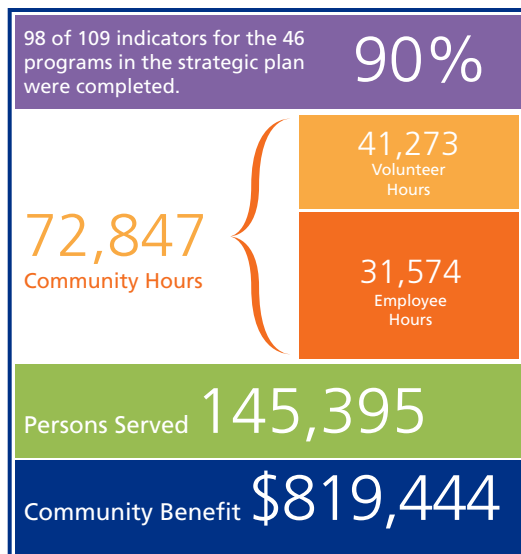 98 of 109 indicators for the 46
programs in the strategic plan
were completed.
90%
72,847
Community Hours
41,273
Volunteer
Hours
31,574
Employee
Hours
Persons Served 145,395
Community Benefit $819,444